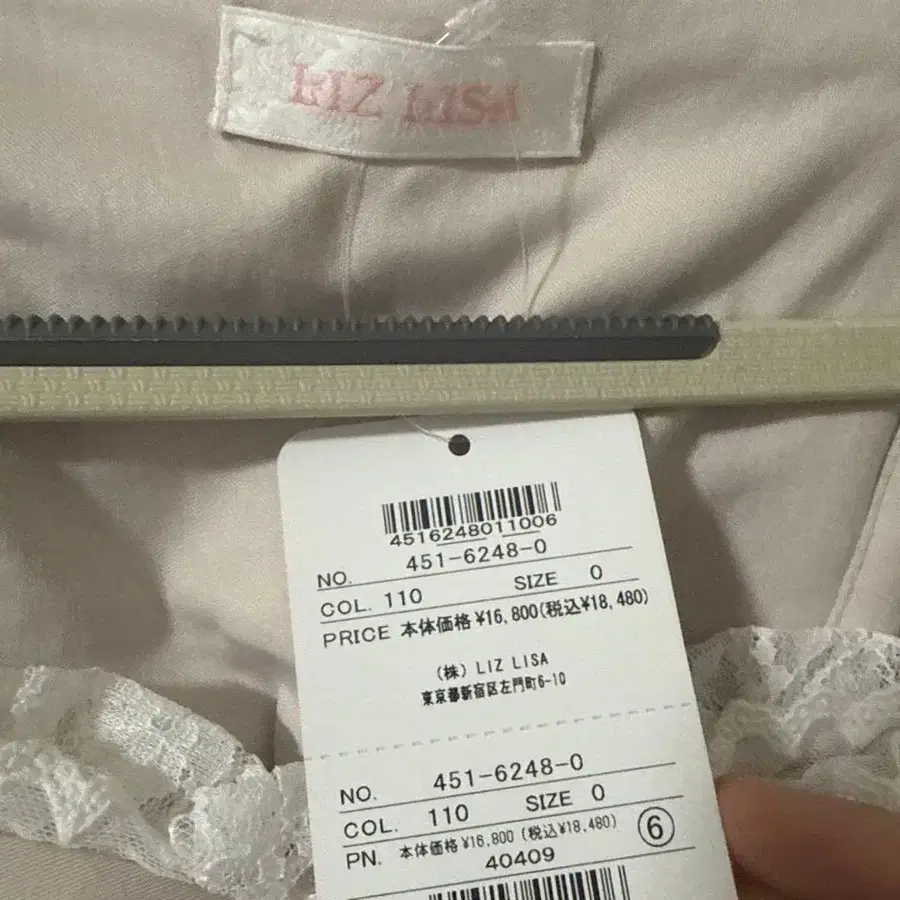 LIZ LISA
4516248011006
NO. 451-6248-0
COL. 110 SIZE 0
PRICE 本体価格 ¥16,800(税込¥18,480)
(株) LIZ LISA
東京都新宿区左門町6-10
NO. 451-6248-0
COL. 110 SIZE 0
PN. 本体価格 ¥16,800 (税込¥18,480) ⑥
40409